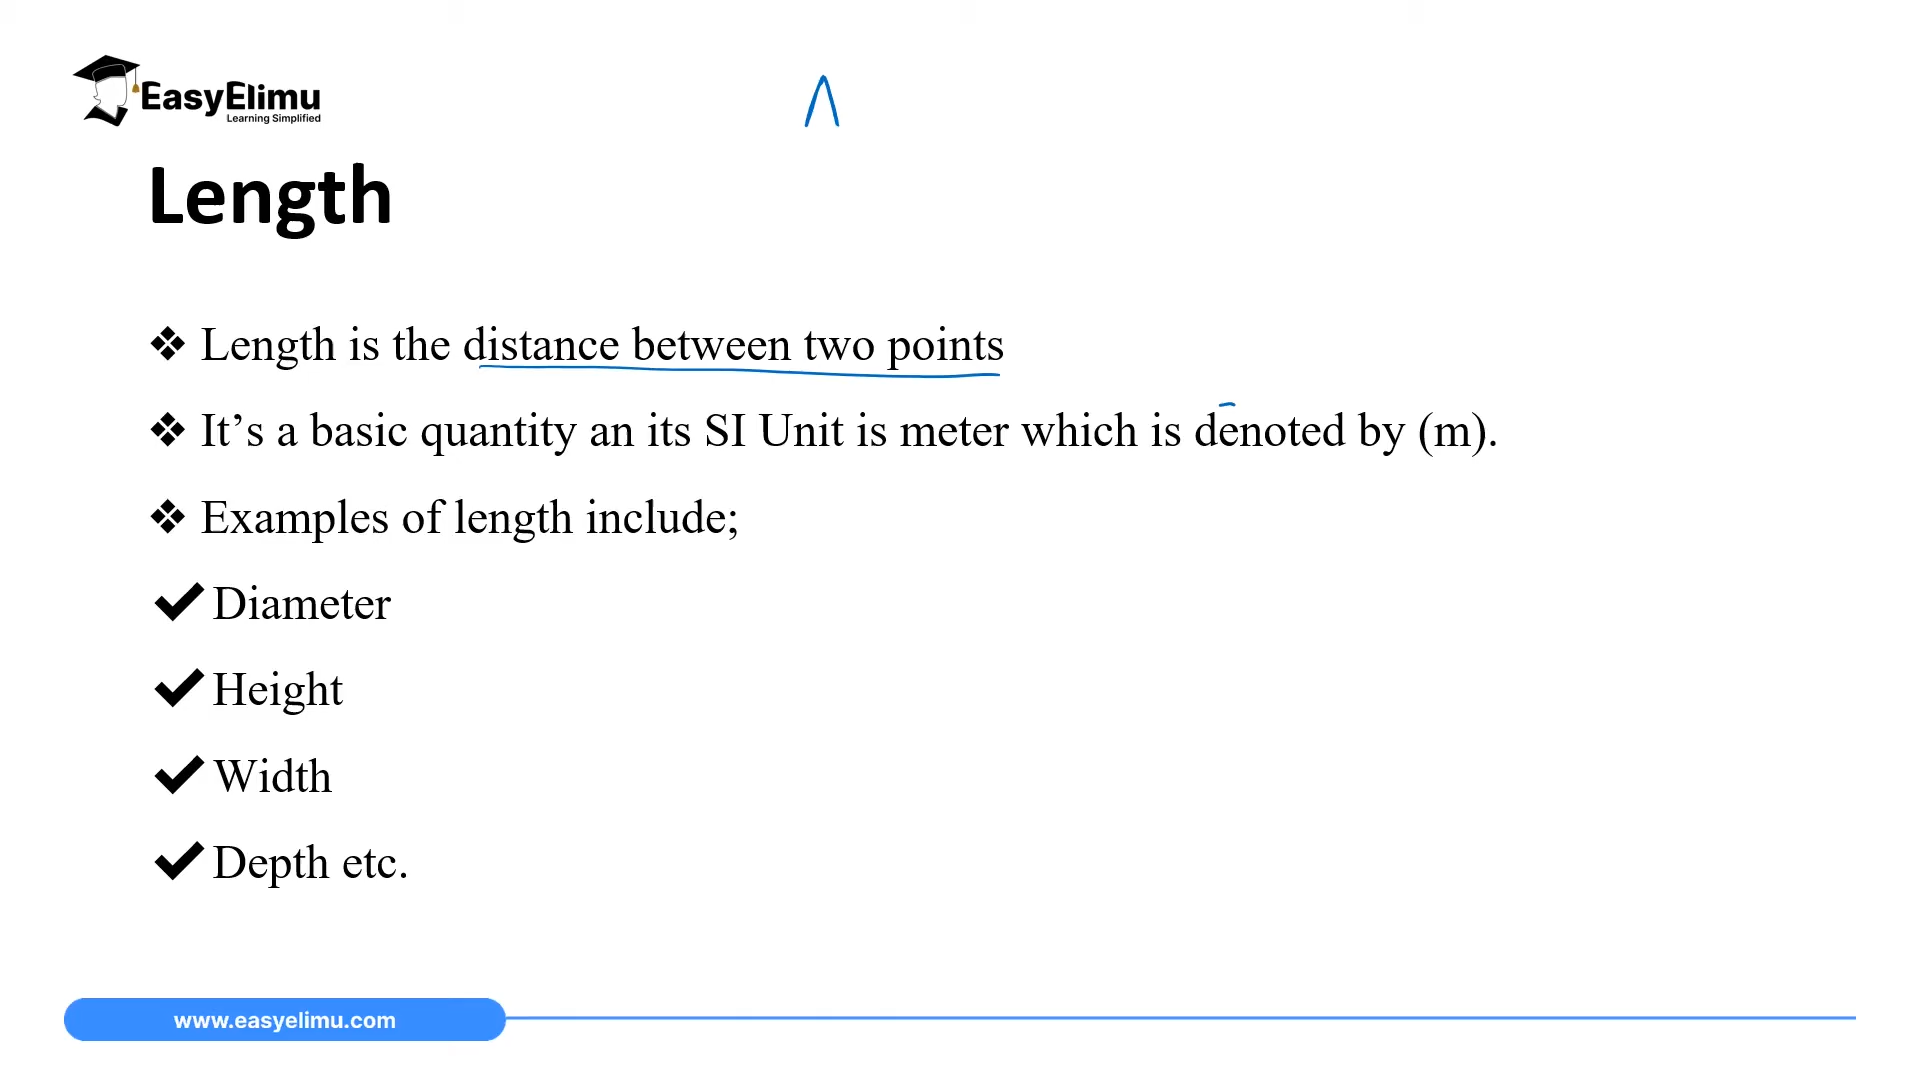 EasyElimu
Learning Simplified
Length
❖ Length is the distance between two points
❖ It’s a basic quantity an its SI Unit is meter which is denoted by (m).
❖ Examples of length include;
✔ Diameter
✔ Height
✔ Width
✔ Depth etc.
www.easyelimu.com